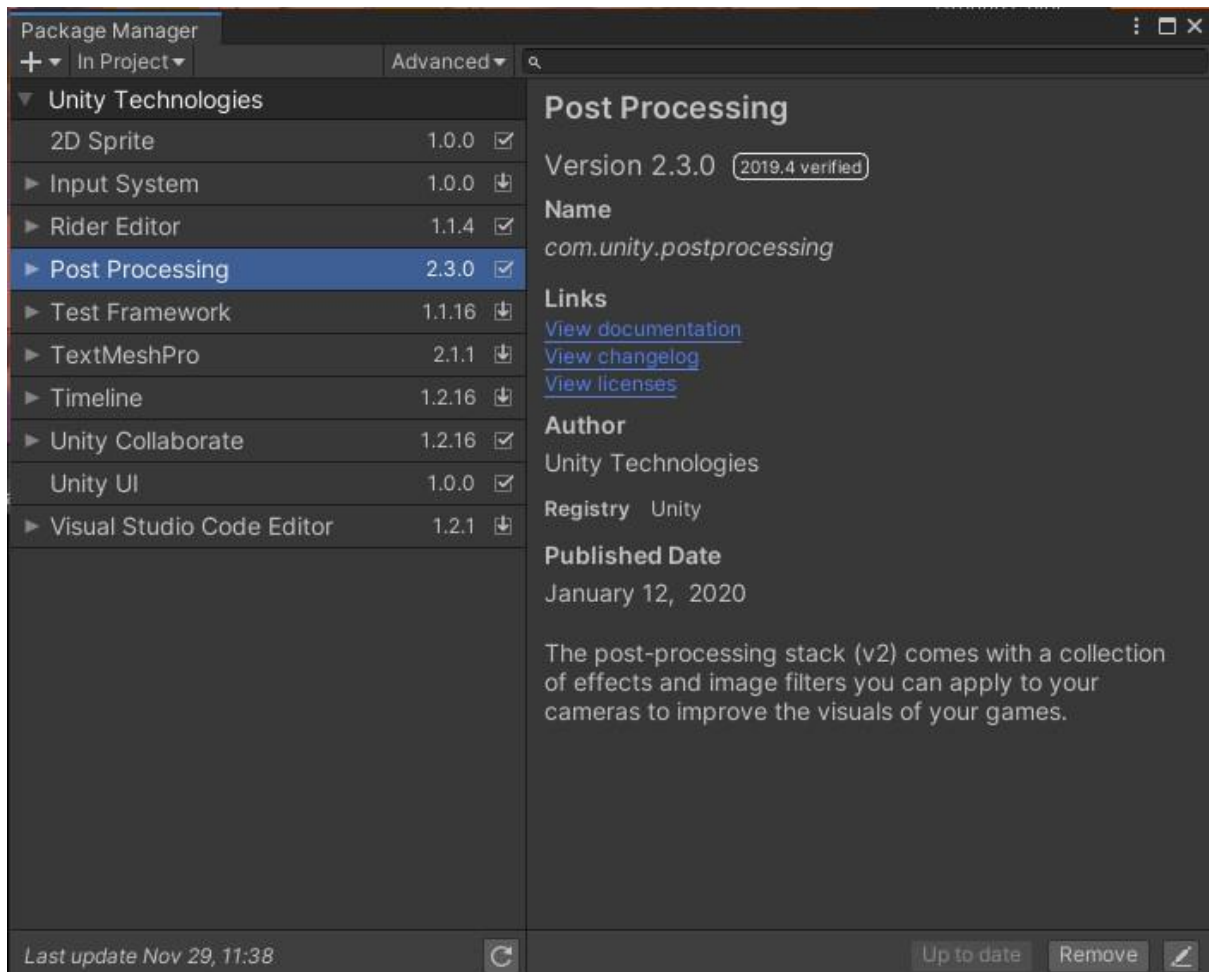 Package Manager
In Project
Advanced
Unity Technologies
2D Sprite 1.0.0
Input System 1.0.0
Rider Editor 1.1.4
Post Processing 2.3.0
Test Framework 1.1.16
TextMeshPro 2.1.1
Timeline 1.2.16
Unity Collaborate 1.2.16
Unity UI 1.0.0
Visual Studio Code Editor 1.2.1
Last update Nov 29, 11:38
Post Processing
Version 2.3.0 2019.4 verified
Name
com.unity.postprocessing
Links
View documentation
View changelog
View licenses
Author
Unity Technologies
Registry Unity
Published Date
January 12, 2020
The post-processing stack (v2) comes with a collection
of effects and image filters you can apply to your
cameras to improve the visuals of your games.
Up to date Remove